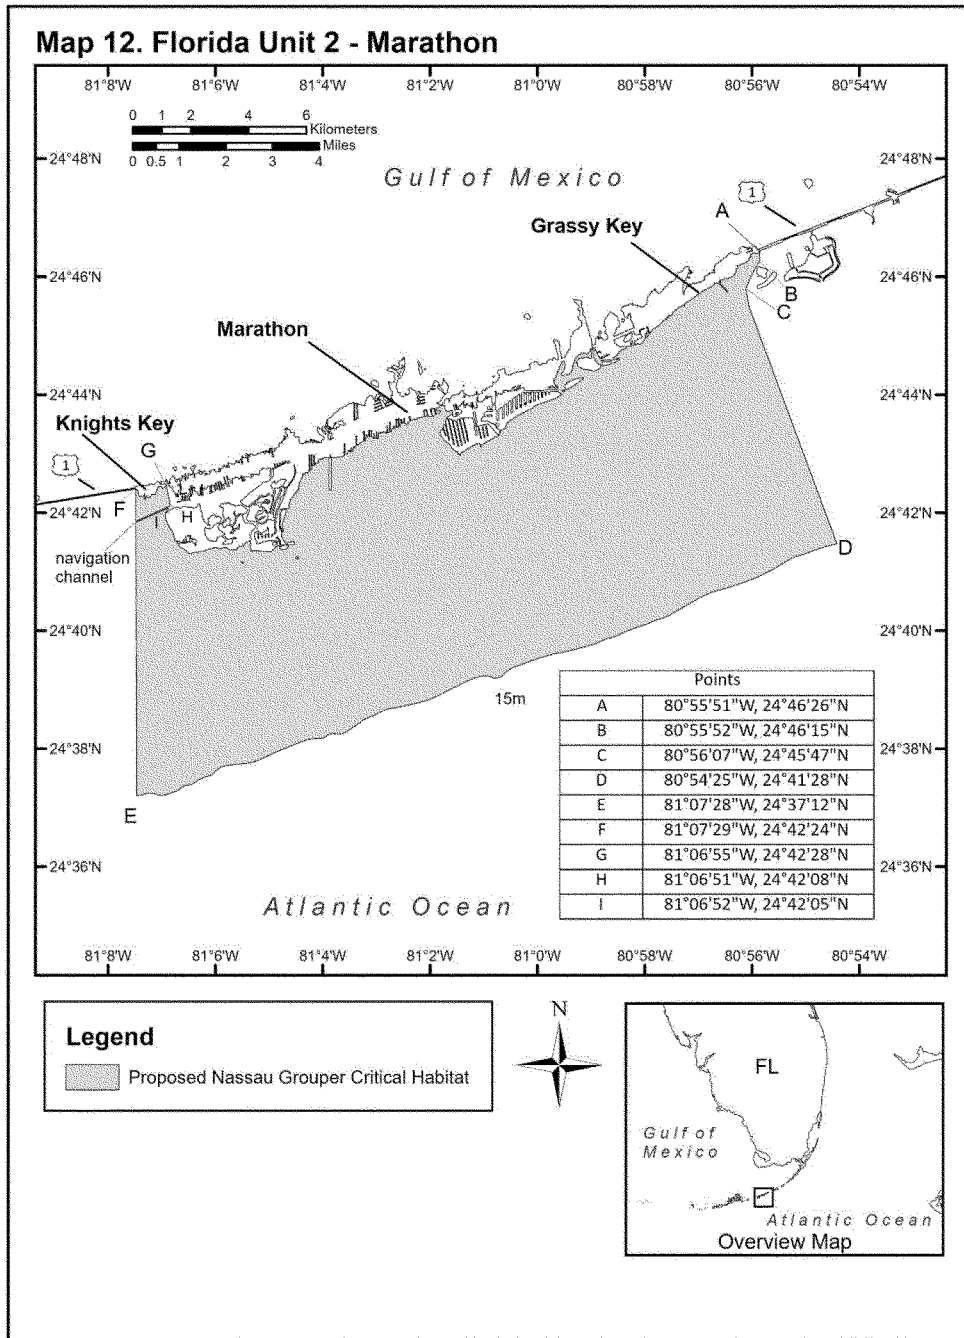 Map 12. Florida Unit 2 - Marathon
81°8'W 81°6'W 81°4'W 81°2'W 81°0'W 80°58'W 80°56'W 80°54'W
0 1 2 4 6
Kilometers
Miles
0 0.5 1 2 3 4
24°48'N 24°48'N
Gulf of Mexico
A 1
Grassy Key
24°46'N 24°46'N
B
C
Marathon
24°44'N 24°44'N
Knights Key
G
1
F H 24°42'N 24°42'N
I
navigation
channel
D
24°40'N 24°40'N
15m
Points
A 80°55'51"W, 24°46'26"N
B 80°55'52"W, 24°46'15"N
C 80°56'07"W, 24°45'47"N
D 80°54'25"W, 24°41'28"N
E 81°07'28"W, 24°37'12"N
F 81°07'29"W, 24°42'24"N
G 81°06'55"W, 24°42'28"N
H 81°06'51"W, 24°42'08"N
I 81°06'52"W, 24°42'05"N
24°38'N 24°38'N
E
24°36'N 24°36'N
Atlantic Ocean
81°8'W 81°6'W 81°4'W 81°2'W 81°0'W 80°58'W 80°56'W 80°54'W
Legend
Proposed Nassau Grouper Critical Habitat
N
FL
Gulf of
Mexico
Atlantic Ocean
Overview Map